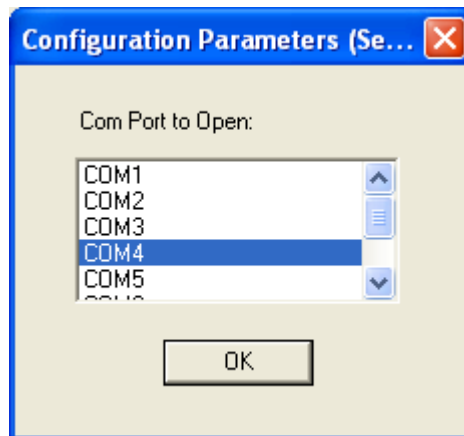 Configuration Parameters (Se...
Com Port to Open:
COM1
COM2
COM3
COM4
COM5
OK